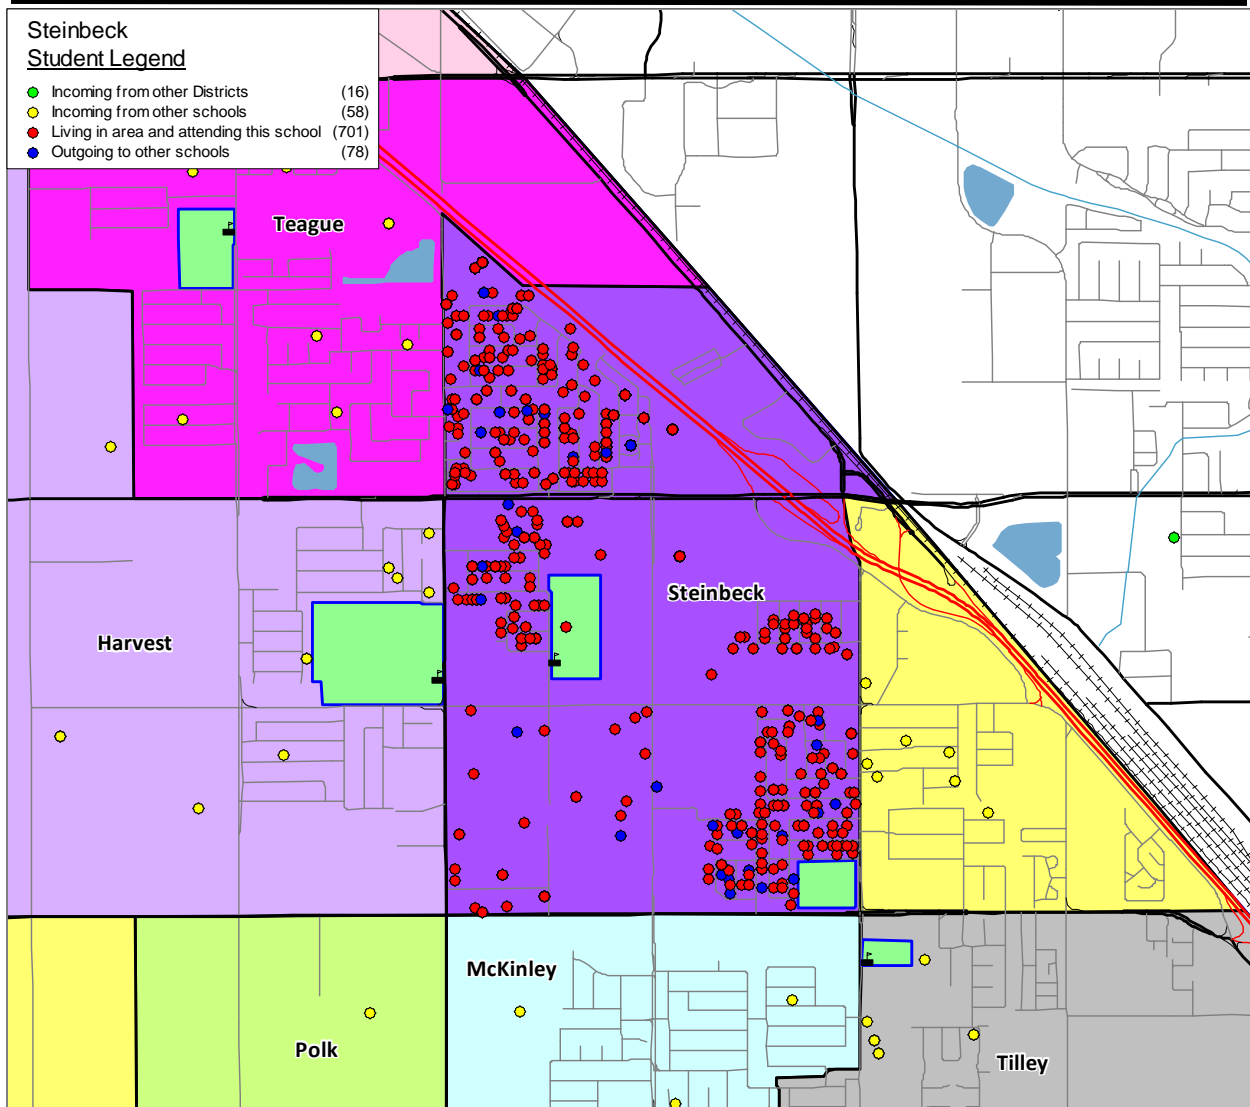 Steinbeck
Student Legend
Incoming from other Districts (16)
Incoming from other schools (58)
Living in area and attending this school (701)
Outgoing to other schools (78)
Teague
Steinbeck
Harvest
McKinley
Polk
Tilley